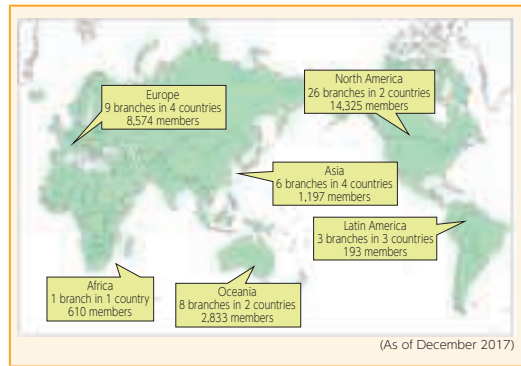 Europe
9 branches in 4 countries
8,574 members
North America
26 branches in 2 countries
14,325 members
Asia
6 branches in 4 countries
1,197 members
Latin America
3 branches in 3 countries
193 members
Africa
1 branch in 1 country
610 members
Oceania
8 branches in 2 countries
2,833 members
(As of December 2017)